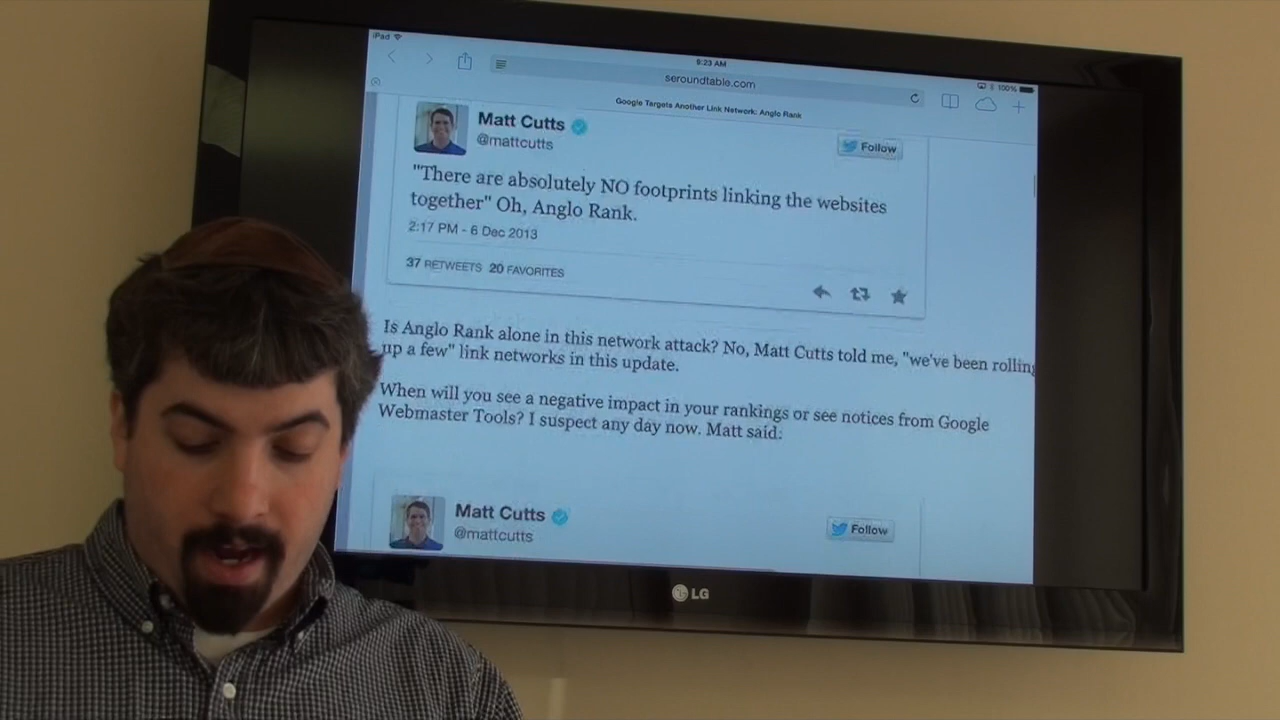 iPad
9:23 AM
100%
seroundtable.com
Google Targets Another Link Network: Anglo Rank
Matt Cutts
@mattcutts
Follow
"There are absolutely NO footprints linking the websites
together" Oh, Anglo Rank.
2:17 PM - 6 Dec 2013
37 RETWEETS 20 FAVORITES
Is Anglo Rank alone in this network attack? No, Matt Cutts told me, "we've been rolling
up a few" link networks in this update.
When will you see a negative impact in your rankings or see notices from Google
Webmaster Tools? I suspect any day now. Matt said:
Matt Cutts
@mattcutts
Follow
LG